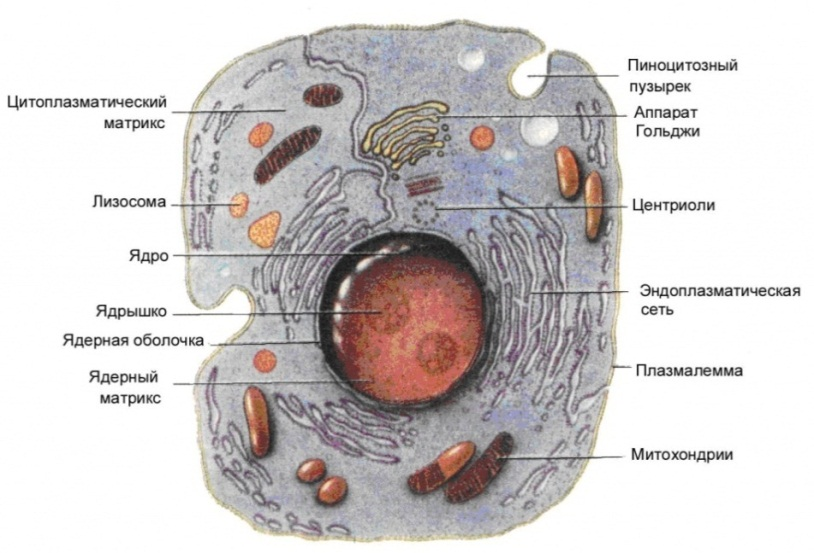 Цитоплазматический
матрикс
Лизосома
Ядро
Ядрышко
Ядерная оболочка
Ядерный
матрикс
Пиноцитозный
пузырек
Аппарат
Гольджи
Центриоли
Эндоплазматическая
сеть
Плазмалемма
Митохондрии